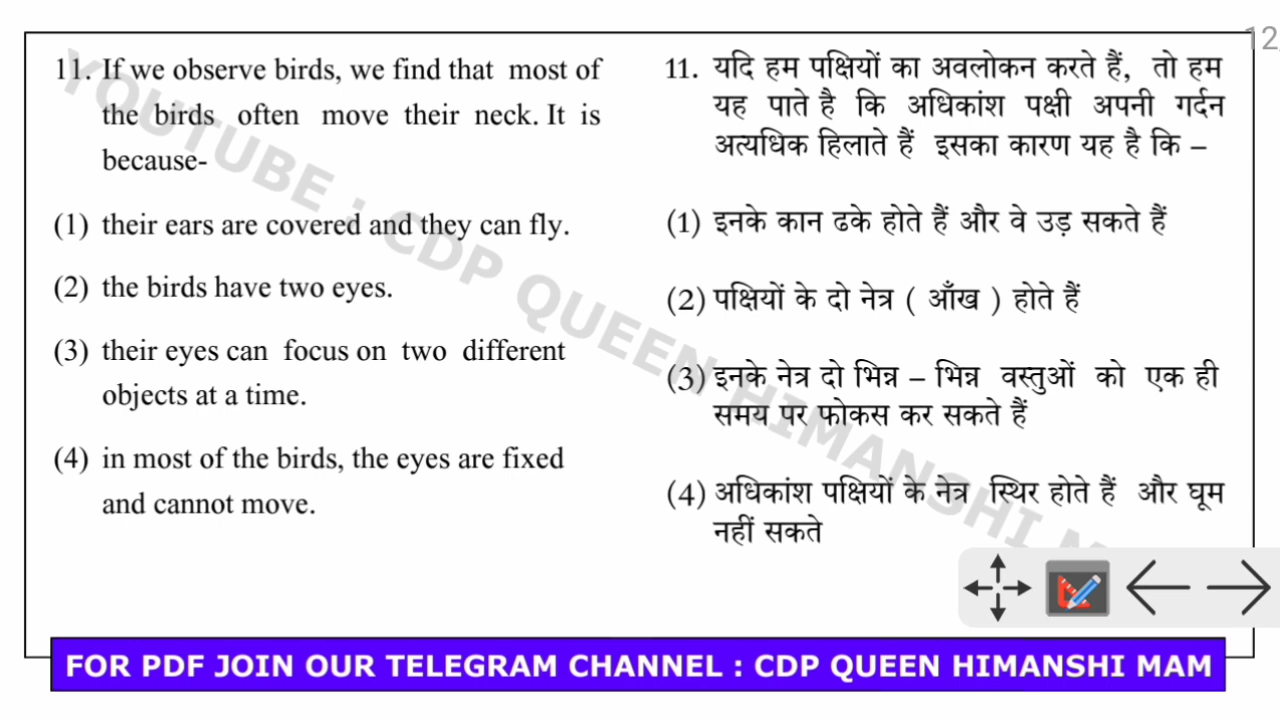 12
11. If we observe birds, we find that most of
the birds often move their neck. It is
because-
(1) their ears are covered and they can fly.
(2) the birds have two eyes.
(3) their eyes can focus on two different
objects at a time.
(4) in most of the birds, the eyes are fixed
and cannot move.
11. यदि हम पक्षियों का अवलोकन करते हैं, तो हम
यह पाते है कि अधिकांश पक्षी अपनी गर्दन
अत्यधिक हिलाते हैं इसका कारण यह है कि –
(1) इनके कान ढके होते हैं और वे उड़ सकते हैं
(2) पक्षियों के दो नेत्र ( आँख ) होते हैं
(3) इनके नेत्र दो भिन्न – भिन्न वस्तुओं को एक ही
समय पर फोकस कर सकते हैं
(4) अधिकांश पक्षियों के नेत्र स्थिर होते हैं और घूम
नहीं सकते
YOUTUBE : CDP QUEEN HIMANSHI M
FOR PDF JOIN OUR TELEGRAM CHANNEL : CDP QUEEN HIMANSHI MAM